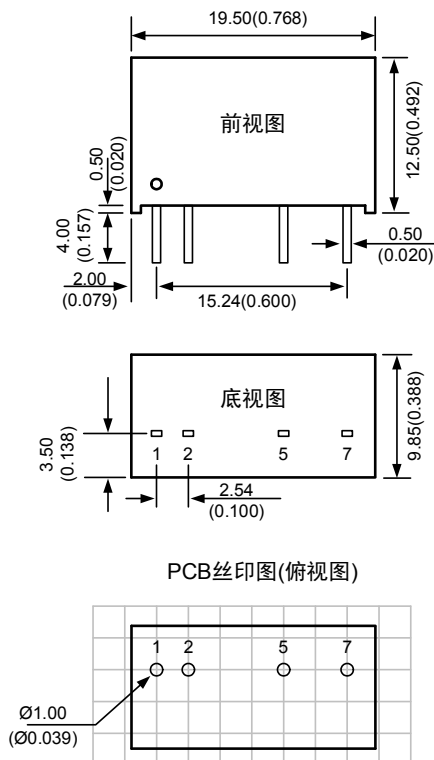 19.50(0.768)
前视图
12.50(0.492)
0.50
(0.020)
4.00
(0.157)
0.50
(0.020)
2.00
(0.079)
15.24(0.600)
底视图
9.85(0.388)
3.50
(0.138)
1 2 5 7
2.54
(0.100)
PCB丝印图(俯视图)
1 2 5 7
Ø1.00
(Ø0.039)